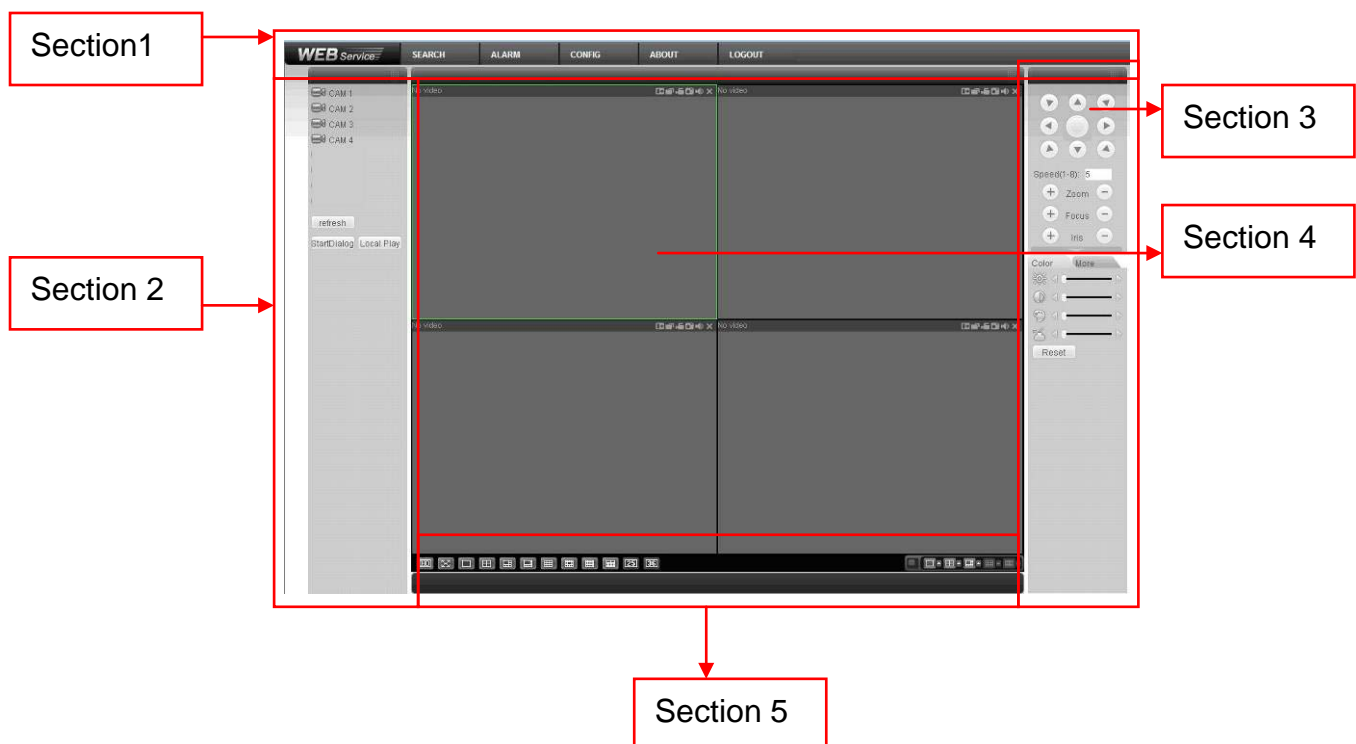 Section1
WEB Service
SEARCH
ALARM
CONFIG
ABOUT
LOGOUT
CAM 1
CAM 2
CAM 3
CAM 4
refresh
StartDialog
Local Play
Section 2
No video
No video
No video
No video
Section 3
Speed(1-8): 5
Zoom
Focus
Iris
Section 4
Color
More
Reset
Section 5